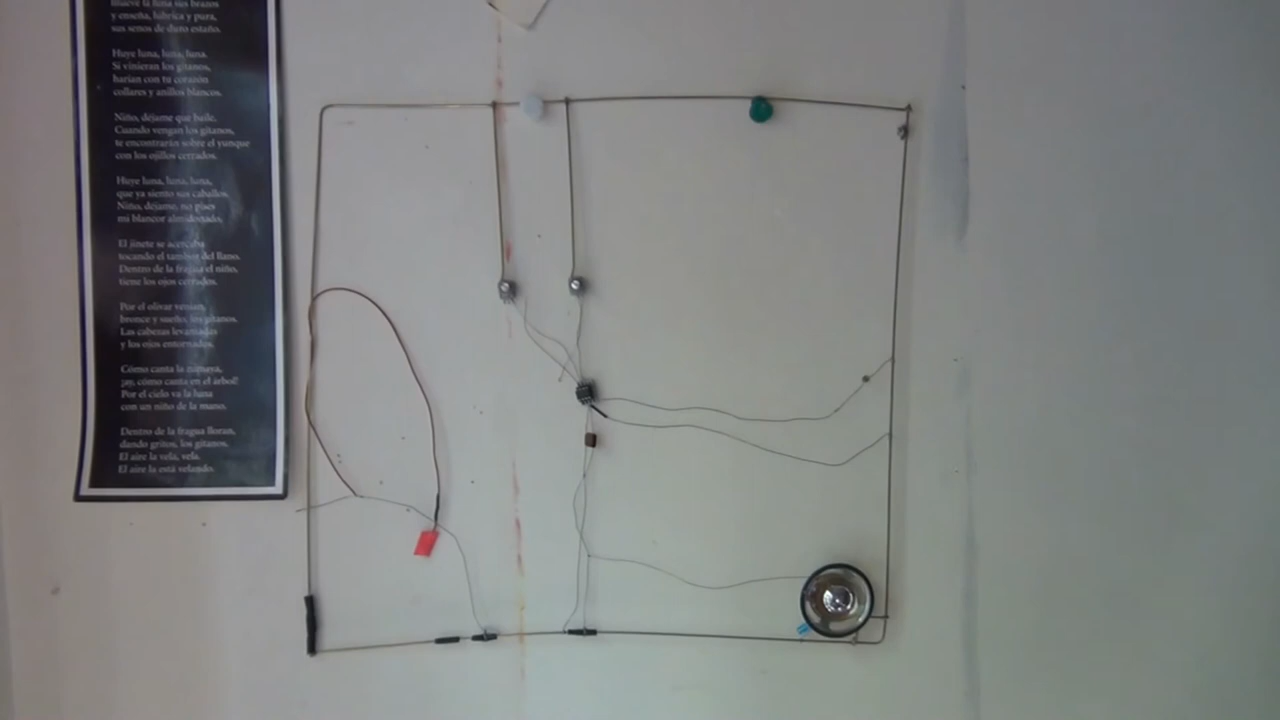 mueve la luna sus brazos
y enseña, lúbrica y pura,
sus senos de duro estaño.
Huye luna, luna, luna.
Si vinieran los gitanos,
harían con tu corazón
collares y anillos blancos.
Niño, déjame que baile.
Cuando vengan los gitanos,
te encontrarán sobre el yunque
con los ojillos cerrados.
Huye luna, luna, luna,
que ya siento sus caballos.
Niño, déjame, no pises
mi blancor almidonado.
El jinete se acercaba
tocando el tambor del llano.
Dentro de la fragua el niño,
tiene los ojos cerrados.
Por el olivar venían,
bronce y sueño, los gitanos.
Las cabezas levantadas
y los ojos entornados.
Cómo canta la zumaya,
¡ay, cómo canta en el árbol!
Por el cielo va la luna
con un niño de la mano.
Dentro de la fragua lloran,
dando gritos, los gitanos.
El aire la vela, vela.
El aire la está velando.